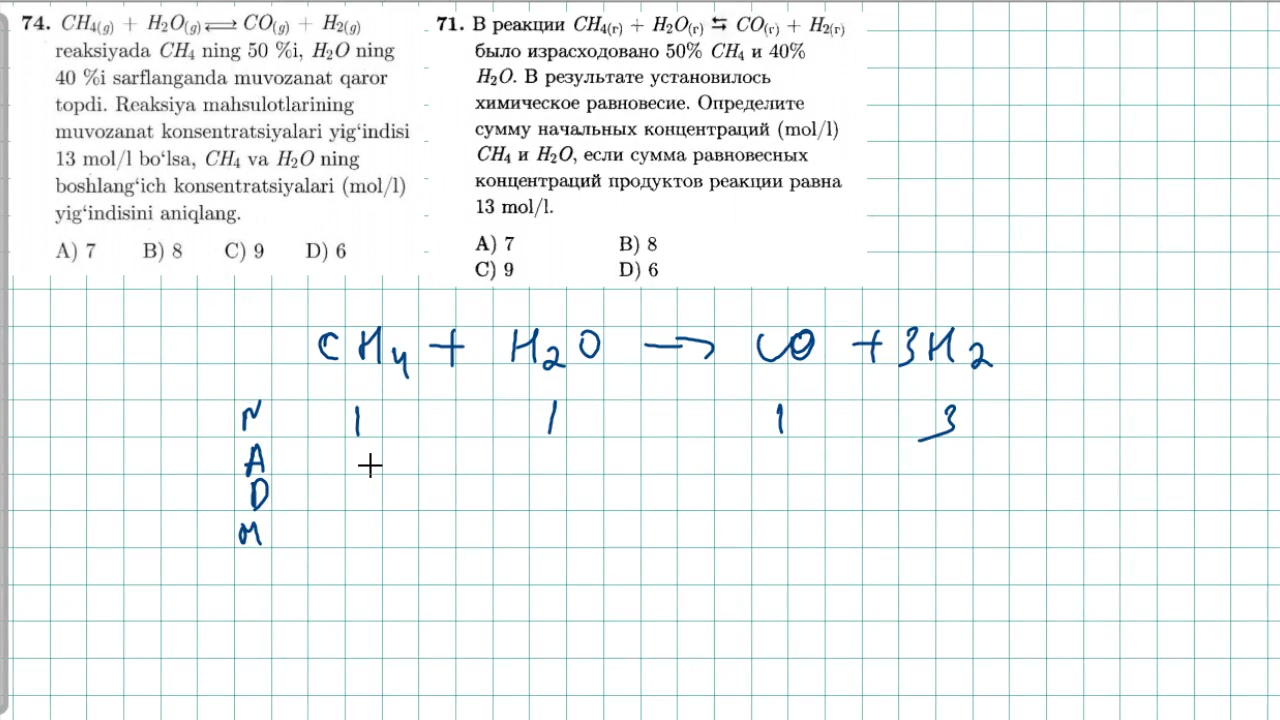 74. CH₄(g) + H₂O(g) ⇌ CO(g) + H₂(g)
reaksiyada CH₄ ning 50 %i, H₂O ning
40 %i sarflanganda muvozanat qaror
topdi. Reaksiya mahsulotlarining
muvozanat konsentratsiyalari yig‘indisi
13 mol/l bo‘lsa, CH₄ va H₂O ning
boshlang‘ich konsentratsiyalari (mol/l)
yig‘indisini aniqlang.
A) 7 B) 8 C) 9 D) 6
71. В реакции CH₄(г) + H₂O(г) ⇆ CO(г) + H₂(г)
было израсходовано 50% CH₄ и 40%
H₂O. В результате установилось
химическое равновесие. Определите
сумму начальных концентраций (mol/l)
CH₄ и H₂O, если сумма равновесных
концентраций продуктов реакции равна
13 mol/l.
A) 7 B) 8
C) 9 D) 6
CH4 + H2O → CO + 3H2
N 1 1 1 3
A
D
M